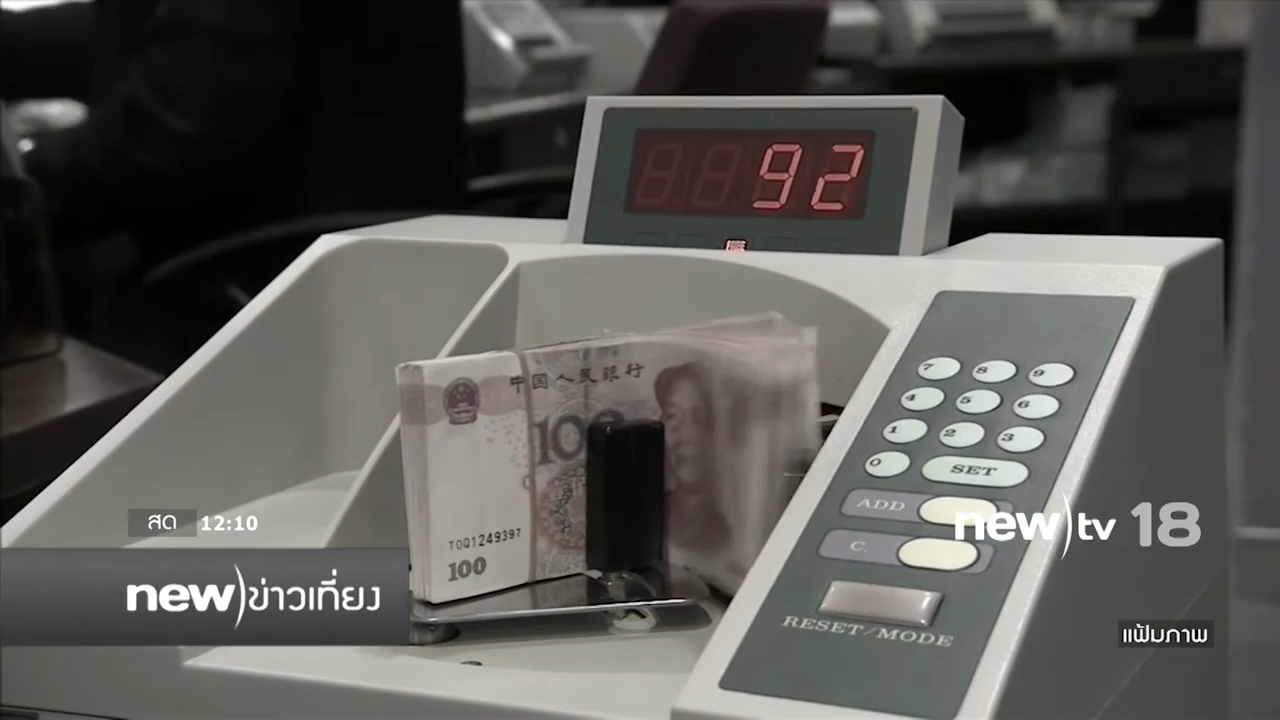 92
中国人民银行
100
TO01249397
100
7 8 9
4 5 6
1 2 3
0 SET
ADD
C.
RESET/MODE
สด 12:10
new)ข่าวเที่ยง
new)tv 18
แฟ้มภาพ